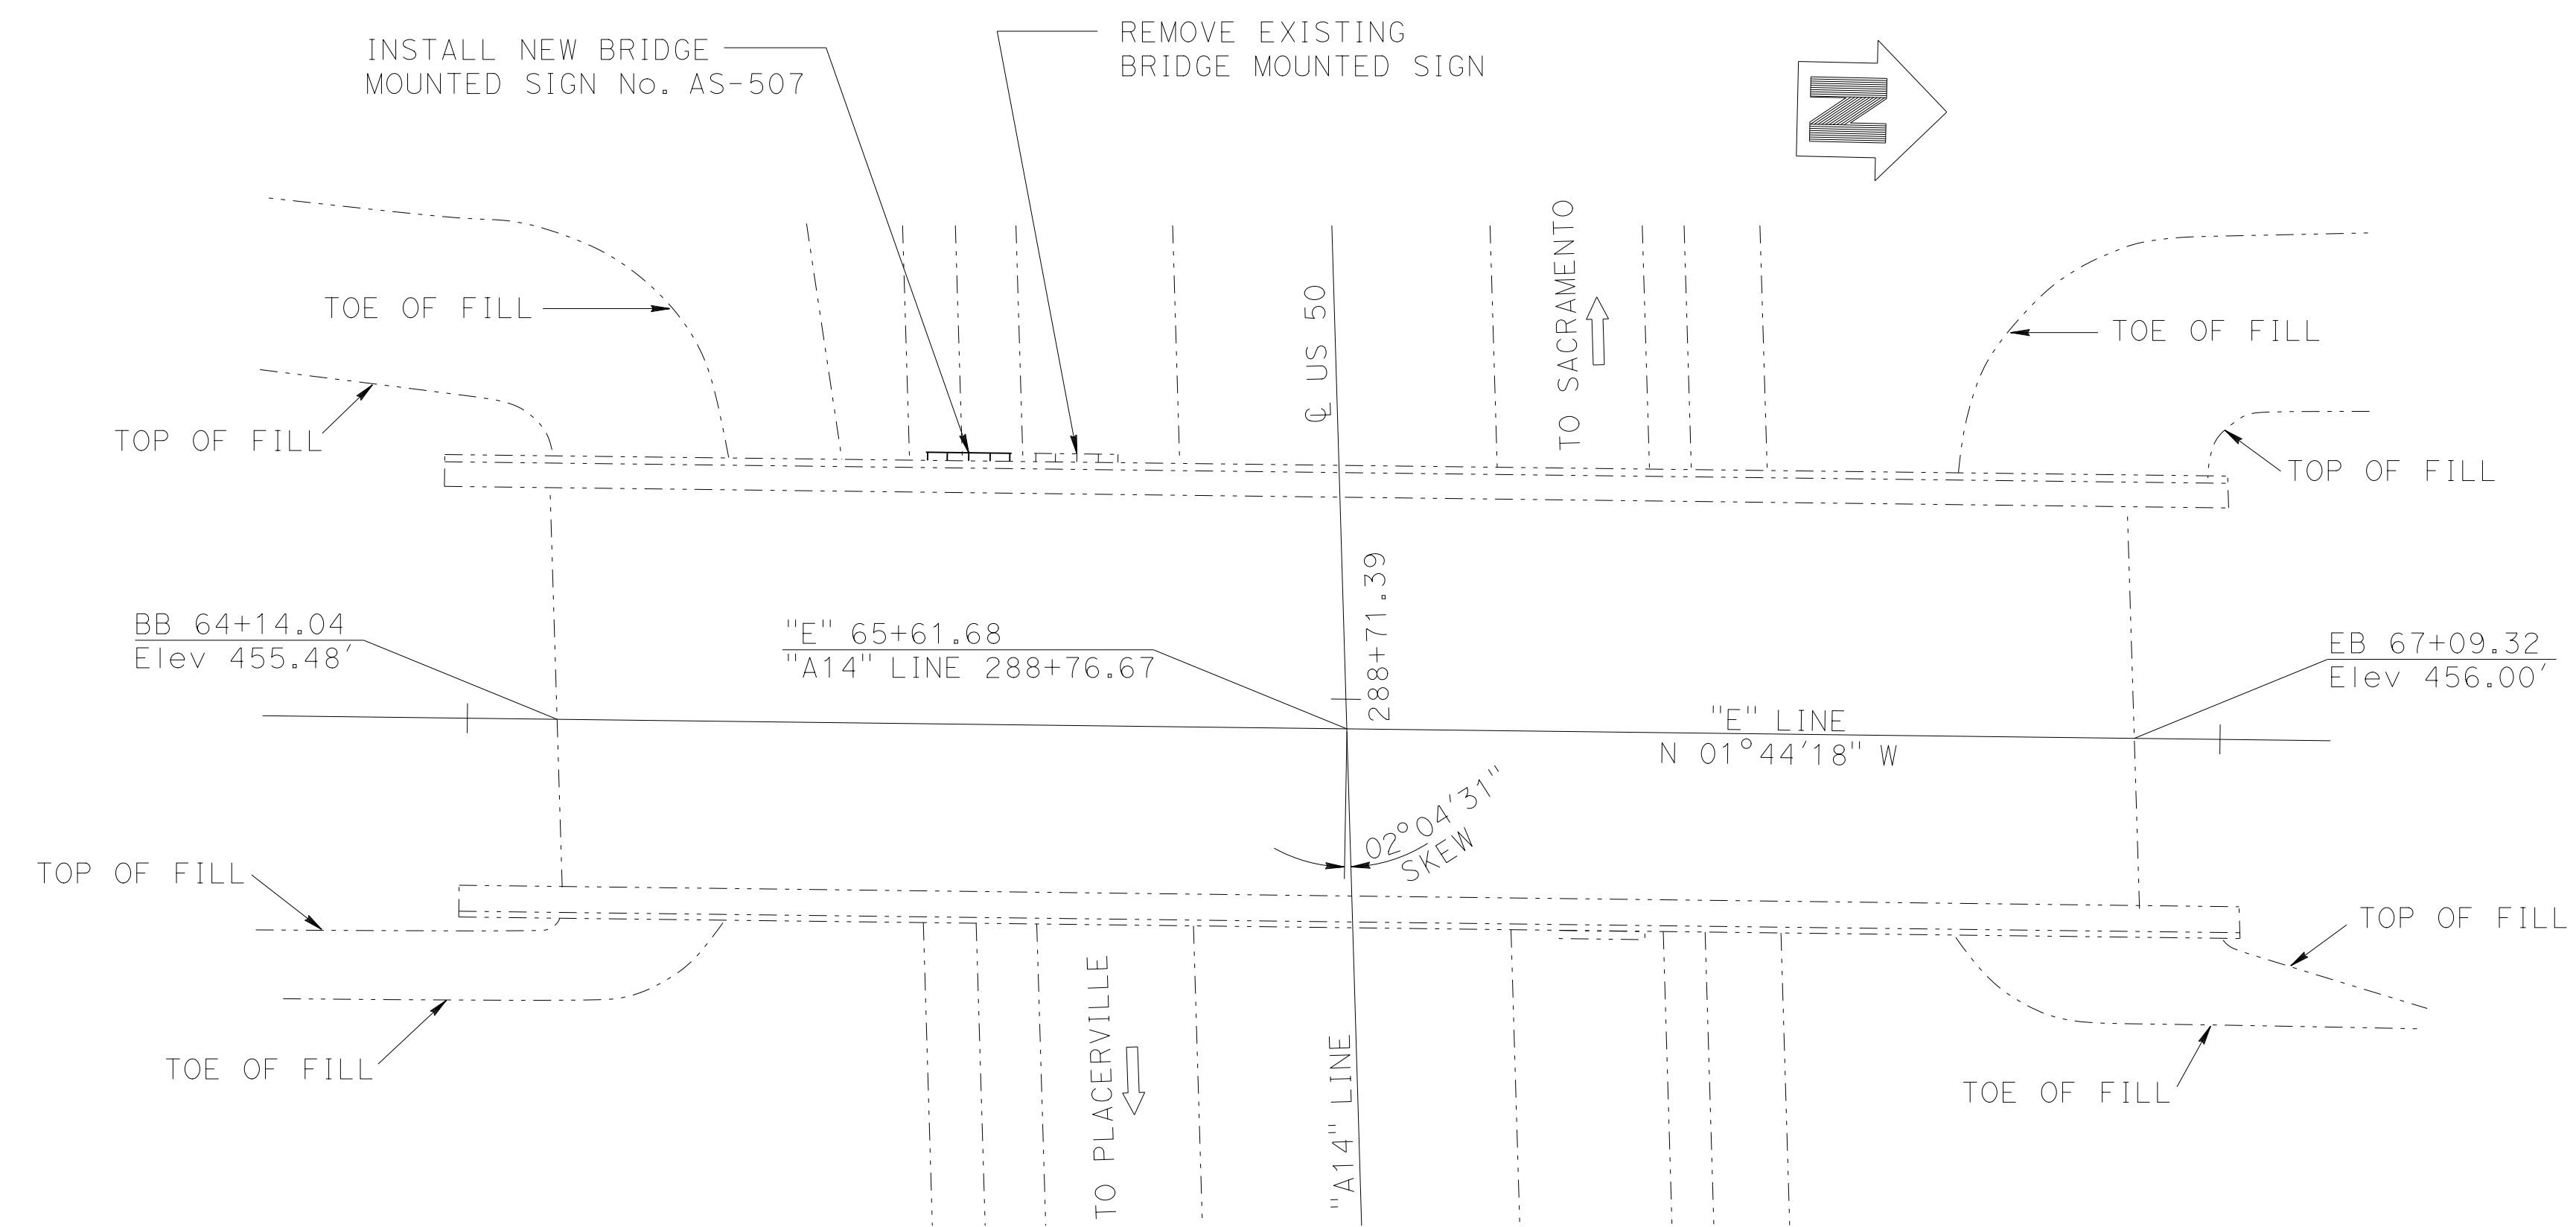 INSTALL NEW BRIDGE
MOUNTED SIGN No. AS-507
REMOVE EXISTING
BRIDGE MOUNTED SIGN
N
TOE OF FILL
TOP OF FILL
℄ US 50
TO SACRAMENTO
TOE OF FILL
TOP OF FILL
BB 64+14.04
Elev 455.48'
"E" 65+61.68
"A14" LINE 288+76.67
288+71.39
"E" LINE
N 01°44'18" W
EB 67+09.32
Elev 456.00'
02°04'31"
SKEW
TOP OF FILL
TOE OF FILL
TO PLACERVILLE
"A14" LINE
TOP OF FILL
TOE OF FILL